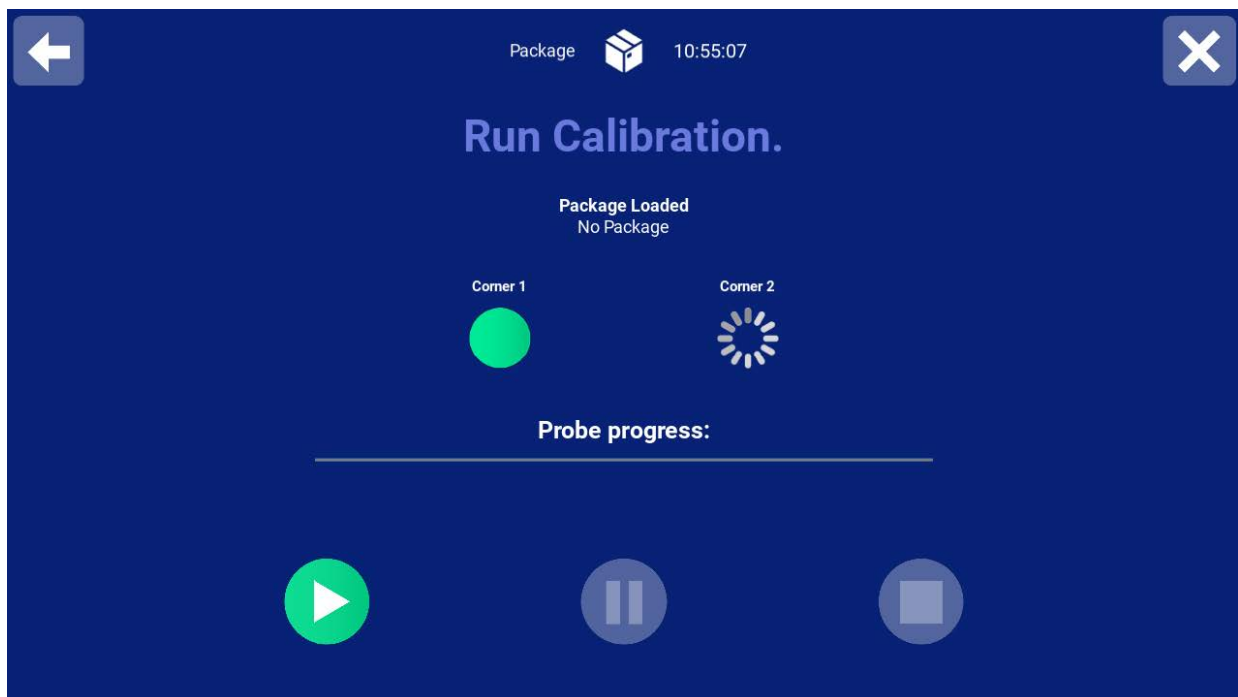 Package 10:55:07
Run Calibration.
Package Loaded
No Package
Corner 1 Corner 2
Probe progress: